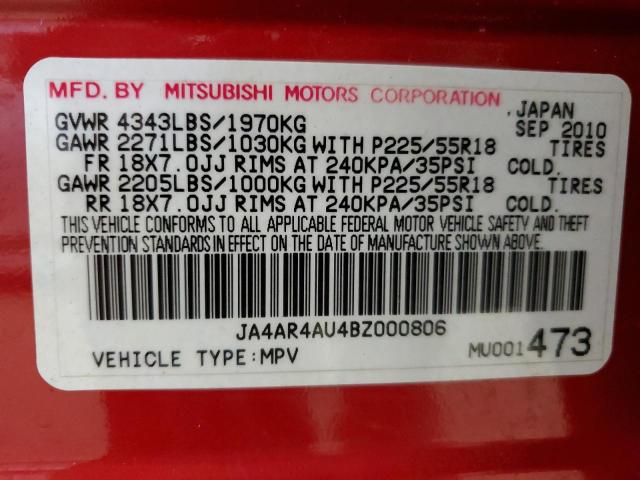 MFD. BY MITSUBISHI MOTORS CORPORATION
, JAPAN
GVWR 4343LBS/1970KG SEP 2010
GAWR 2271LBS/1030KG WITH P225/55R18 TIRES
FR 18X7.0JJ RIMS AT 240KPA/35PSI COLD.
GAWR 2205LBS/1000KG WITH P225/55R18 TIRES
RR 18X7.0JJ RIMS AT 240KPA/35PSI COLD.
THIS VEHICLE CONFORMS TO ALL APPLICABLE FEDERAL MOTOR VEHICLE SAFETY AND THEFT
PREVENTION STANDARDS IN EFFECT ON THE DATE OF MANUFACTURE SHOWN ABOVE.
JA4AR4AU4BZ000806
VEHICLE TYPE:MPV MU001473